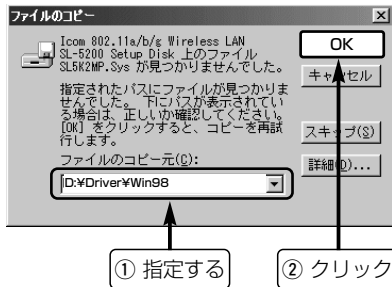 ファイルのコピー
Icom 802.11a/b/g Wireless LAN
SL-5200 Setup Disk 上のファイル
SL5K2MP.Sys が見つかりませんでした。
指定されたパスにファイルが見つかりま
せんでした。 下にパスが表示されてい
る場合は、正しいか確認してください。
[OK] をクリックすると、コピーを再試
行します。
ファイルのコピー元(C):
D:¥Driver¥Win98
OK
キャンセル
スキップ(S)
詳細(D)...
① 指定する
② クリック